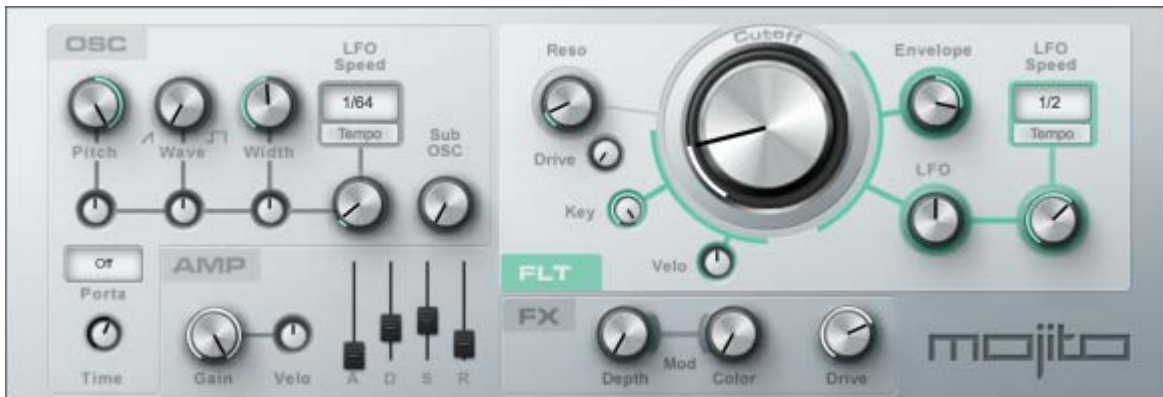 OSC
LFO
Speed
1/64
Tempo
Sub
OSC
Pitch
Wave
Width
Off
Porta
Time
AMP
Gain
Velo
A D S R
Reso
Cutoff
Envelope
LFO
Speed
1/2
Tempo
Drive
LFO
Key
Velo
FLT
FX
Depth
Mod
Color
Drive
mojito